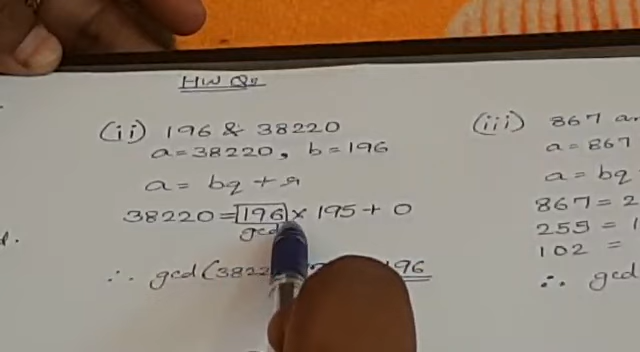 HW Qs
(ii) 196 & 38220
a = 38220, b = 196
a = bq + r
38220 = 196 × 195 + 0
gcd
∴ gcd(3822 196
(iii) 867 an
a = 867
a = bq
867 = 2
255 = 1
102 =
∴ gcd
d.